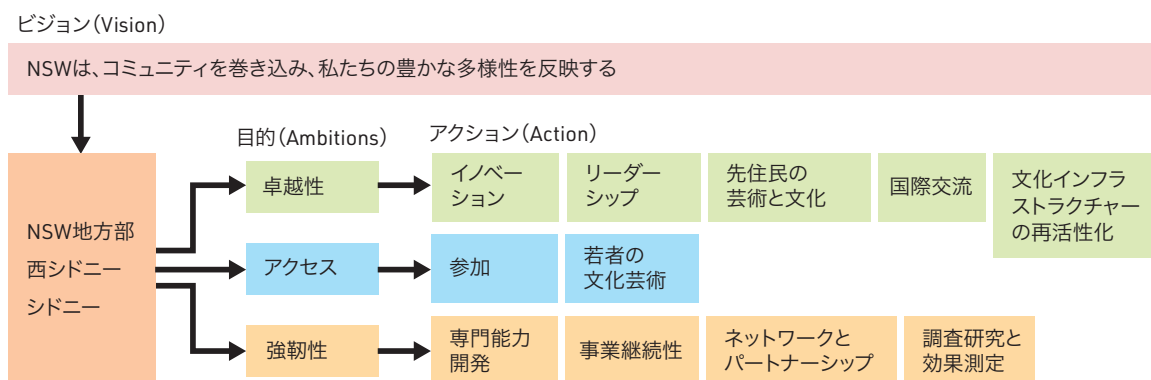 ビジョン（Vision）
NSWは、コミュニティを巻き込み、私たちの豊かな多様性を反映する
目的（Ambitions）
アクション（Action）
NSW地方部
西シドニー
シドニー
卓越性
イノベー
ション
リーダー
シップ
先住民の
芸術と文化
国際交流
文化インフラ
ストラクチャー
の再活性化
アクセス
参加
若者の
文化芸術
強靭性
専門能力
開発
事業継続性
ネットワークと
パートナーシップ
調査研究と
効果測定